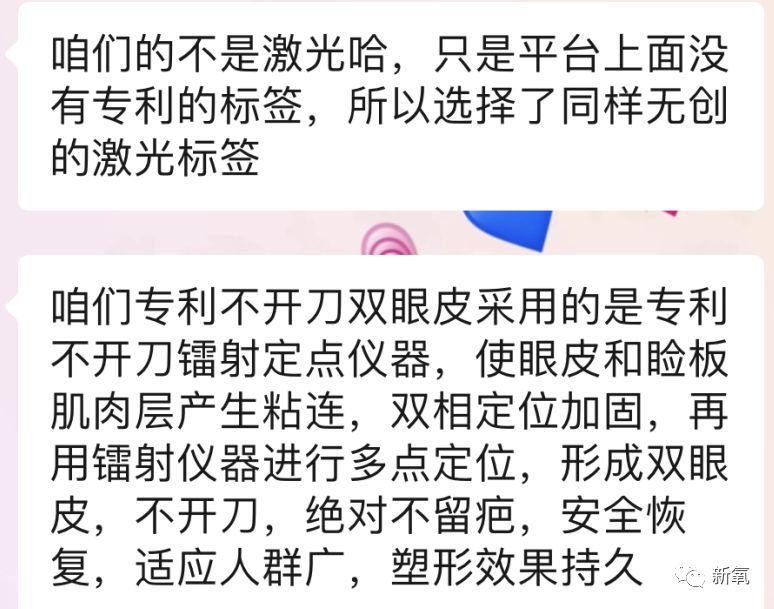 咱们的不是激光哈，只是平台上面没
有专利的标签，所以选择了同样无创
的激光标签
咱们专利不开刀双眼皮采用的是专利
不开刀镭射定点仪器，使眼皮和睑板
肌肉层产生粘连，双相定位加固，再
用镭射仪器进行多点定位，形成双眼
皮，不开刀，绝对不留疤，安全恢
复，适应人群广，塑形效果持久
新氧